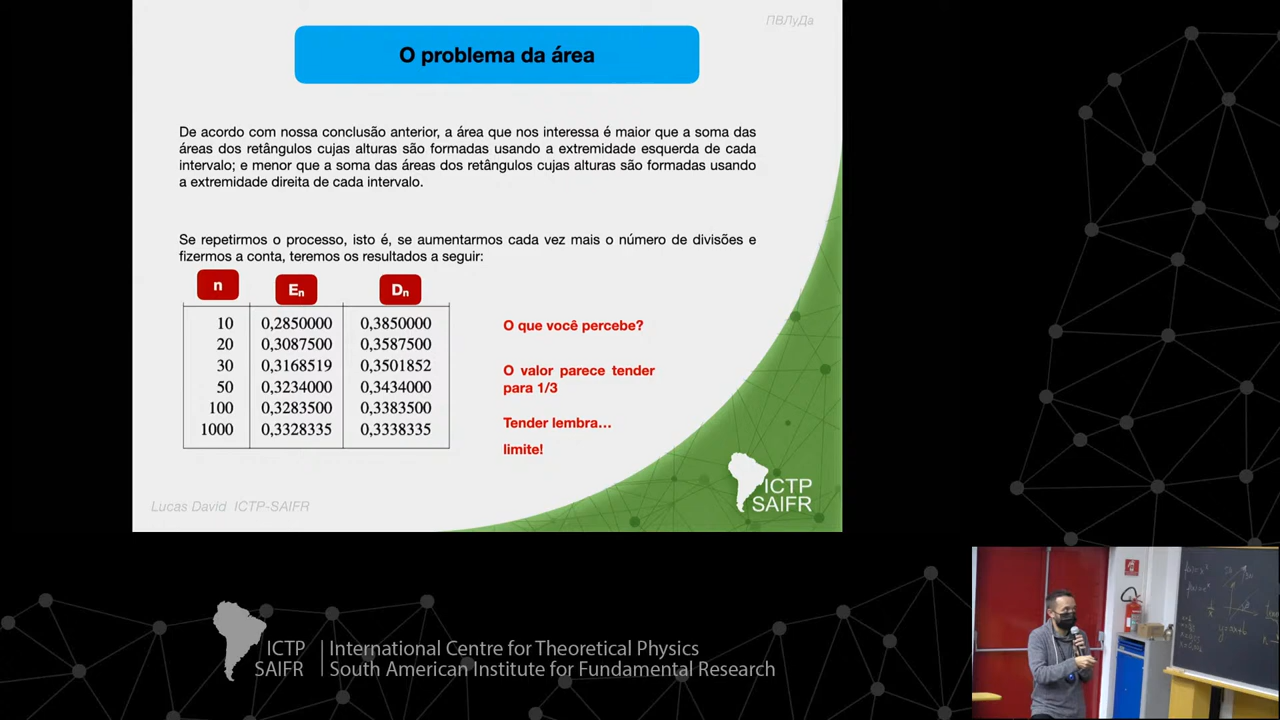 ПВЛуДа
O problema da área
De acordo com nossa conclusão anterior, a área que nos interessa é maior que a soma das
áreas dos retângulos cujas alturas são formadas usando a extremidade esquerda de cada
intervalo; e menor que a soma das áreas dos retângulos cujas alturas são formadas usando
a extremidade direita de cada intervalo.
Se repetirmos o processo, isto é, se aumentarmos cada vez mais o número de divisões e
fizermos a conta, teremos os resultados a seguir:
n Eₙ Dₙ
10 0,2850000 0,3850000
20 0,3087500 0,3587500
30 0,3168519 0,3501852
50 0,3234000 0,3434000
100 0,3283500 0,3383500
1000 0,3328335 0,3338335
O que você percebe?
O valor parece tender
para 1/3
Tender lembra...
limite!
ICTP
SAIFR
Lucas David ICTP-SAIFR
ICTP
SAIFR
International Centre for Theoretical Physics
South American Institute for Fundamental Research